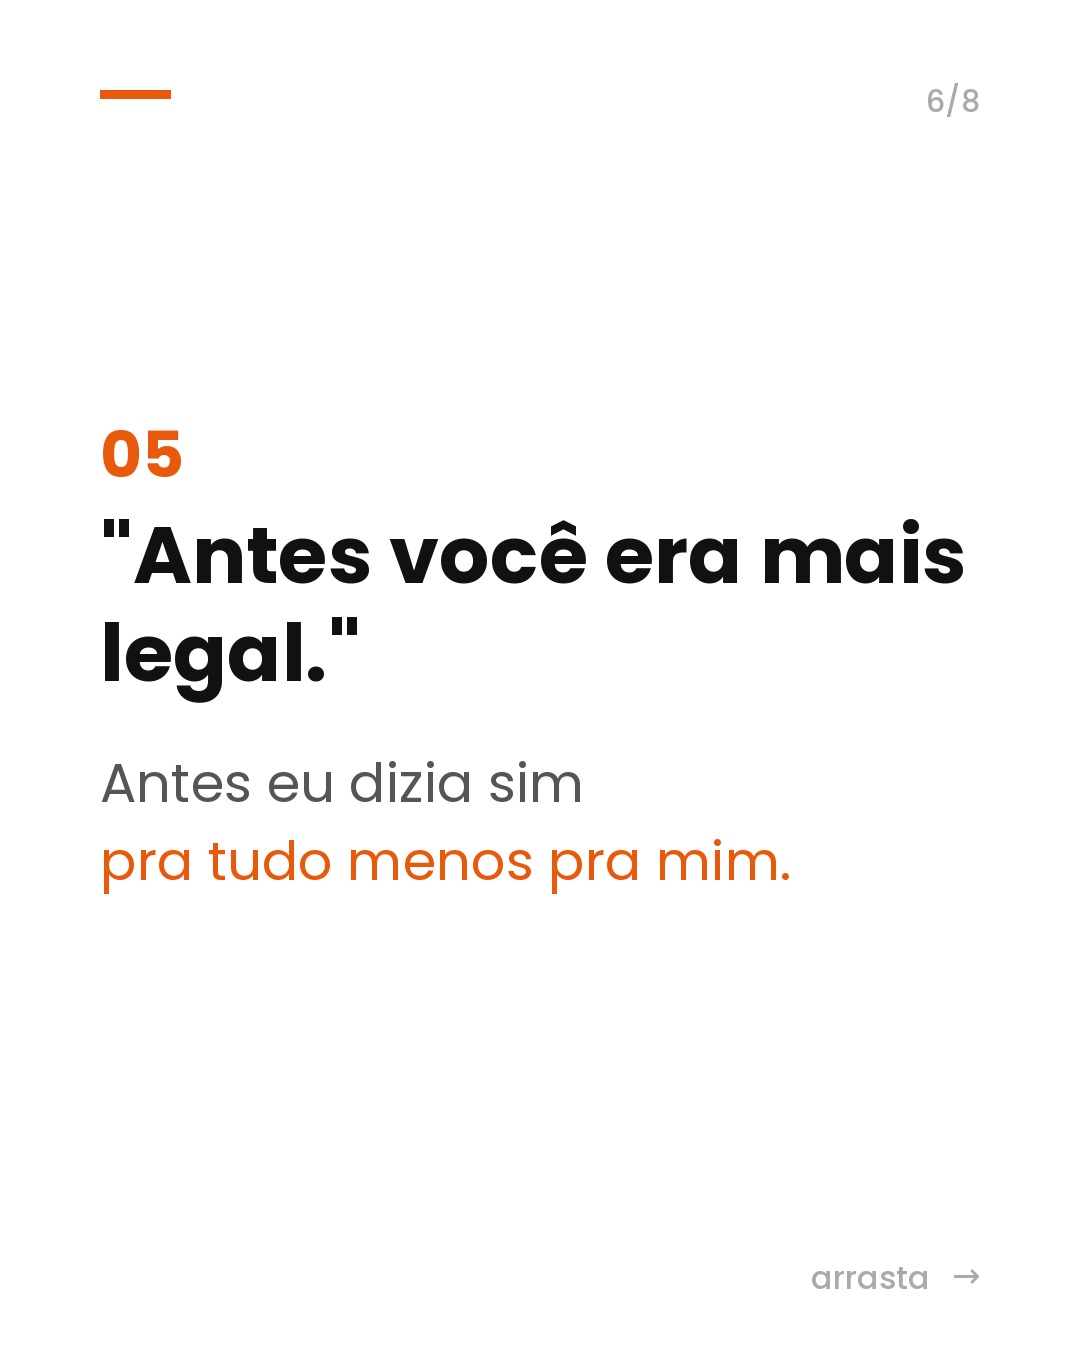 6/8
05
"Antes você era mais
legal."
Antes eu dizia sim
pra tudo menos pra mim.
arrasta →